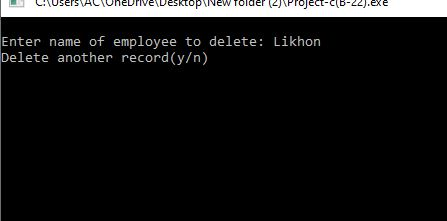 C:\Users\AC\OneDrive\Desktop\New folder (2)\Project-c(B-22).exe
Enter name of employee to delete: Likhon
Delete another record(y/n)